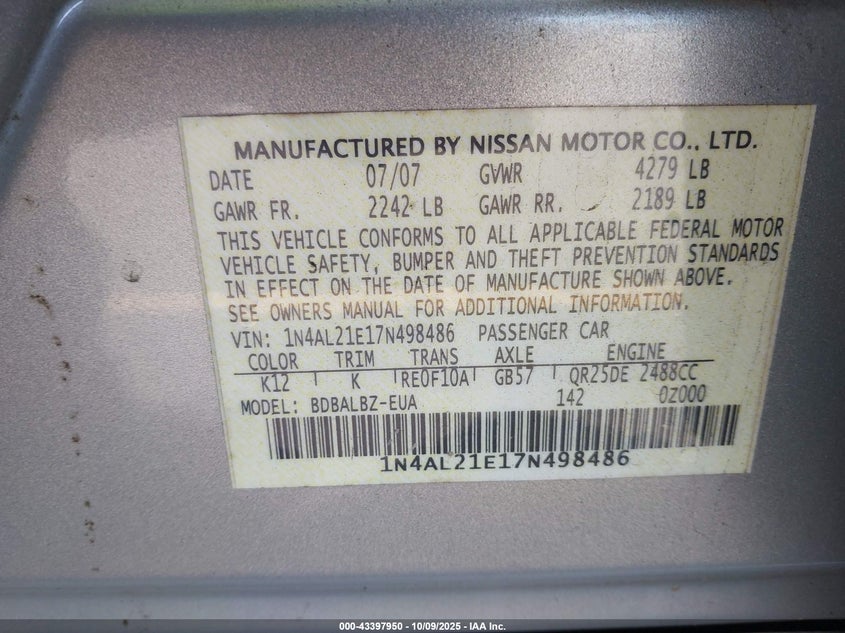 MANUFACTURED BY NISSAN MOTOR CO., LTD.
DATE 07/07 GVWR 4279 LB
GAWR FR. 2242 LB GAWR RR. 2189 LB
THIS VEHICLE CONFORMS TO ALL APPLICABLE FEDERAL MOTOR
VEHICLE SAFETY, BUMPER AND THEFT PREVENTION STANDARDS
IN EFFECT ON THE DATE OF MANUFACTURE SHOWN ABOVE.
SEE OWNERS MANUAL FOR ADDITIONAL INFORMATION.
VIN: 1N4AL21E17N498486 PASSENGER CAR
COLOR TRIM TRANS AXLE ENGINE
K12 K RE0F10A GB57 QR25DE 2488CC
MODEL: BDBALBZ-EUA 142 0Z000
1N4AL21E17N498486
000-43397950 - 10/09/2025 - IAA Inc.